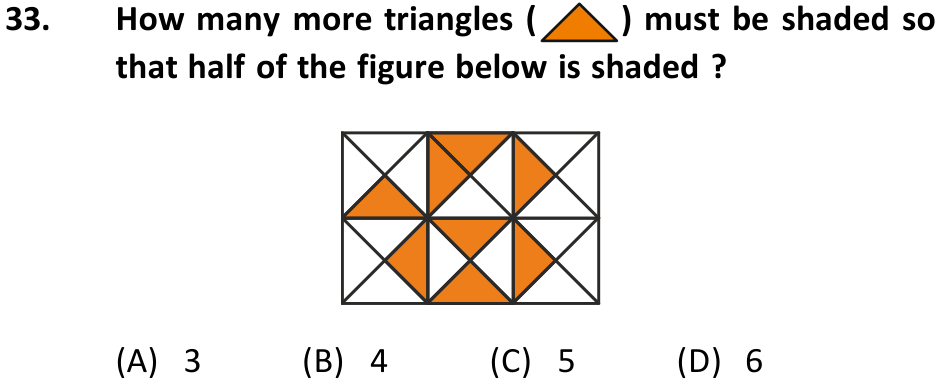 33. How many more triangles ( ) must be shaded so
that half of the figure below is shaded ?
(A) 3 (B) 4 (C) 5 (D) 6